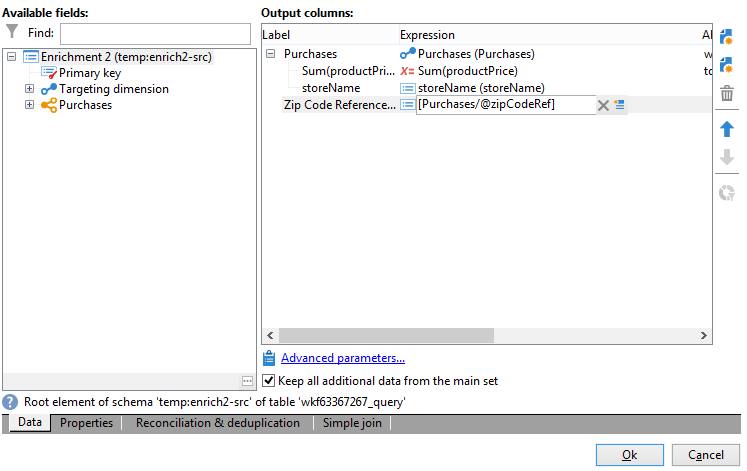 Available fields:
Find:
Enrichment 2 (temp:enrich2-src)
Primary key
Targeting dimension
Purchases
Output columns:
Label Expression Al
Purchases Purchases (Purchases) w
Sum(productPri... X= Sum(productPrice) to
storeName storeName (storeName)
Zip Code Reference... [Purchases/@zipCodeRef]
Advanced parameters...
Keep all additional data from the main set
? Root element of schema 'temp:enrich2-src' of table 'wkf63367267_query'
Data Properties Reconciliation & deduplication Simple join
Ok Cancel